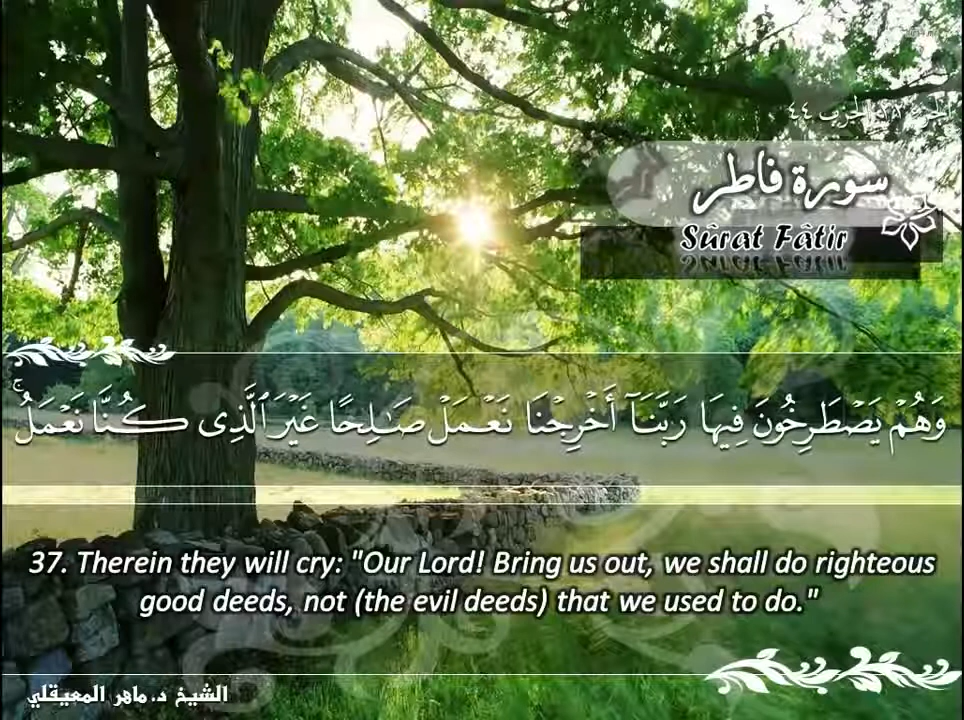 سورة فاطر
Sûrat Fâtir
وَهُمْ يَصْطَرِخُونَ فِيهَا رَبَّنَآ أَخْرِجْنَا نَعْمَلْ صَـٰلِحًا غَيْرَ ٱلَّذِى كُنَّا نَعْمَلُ ۚ
37. Therein they will cry: "Our Lord! Bring us out, we shall do righteous
good deeds, not (the evil deeds) that we used to do."
الشيخ د. ماهر المعيقلي